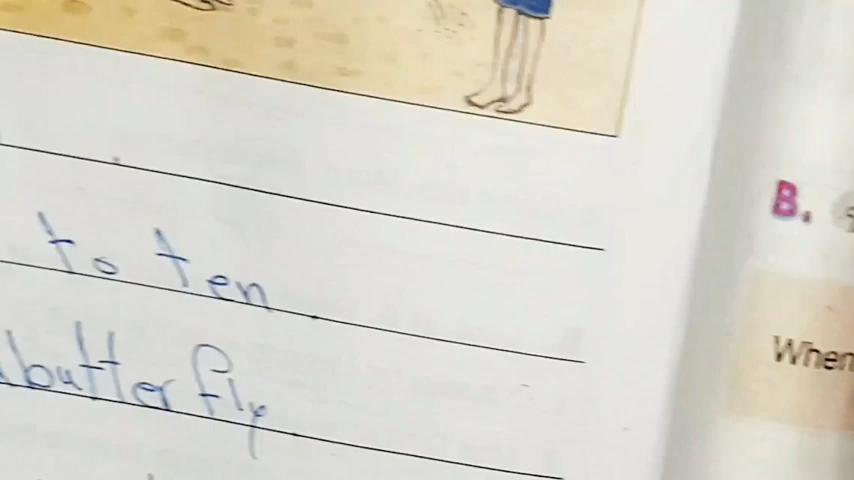 to ten.
butterfly
B.
When